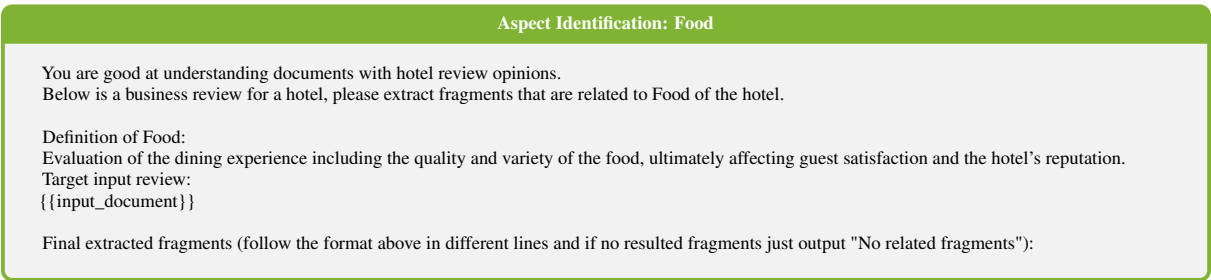 Aspect Identification: Food
You are good at understanding documents with hotel review opinions.
Below is a business review for a hotel, please extract fragments that are related to Food of the hotel.
Definition of Food:
Evaluation of the dining experience including the quality and variety of the food, ultimately affecting guest satisfaction and the hotel's reputation.
Target input review:
{{input_document}}
Final extracted fragments (follow the format above in different lines and if no resulted fragments just output "No related fragments"):